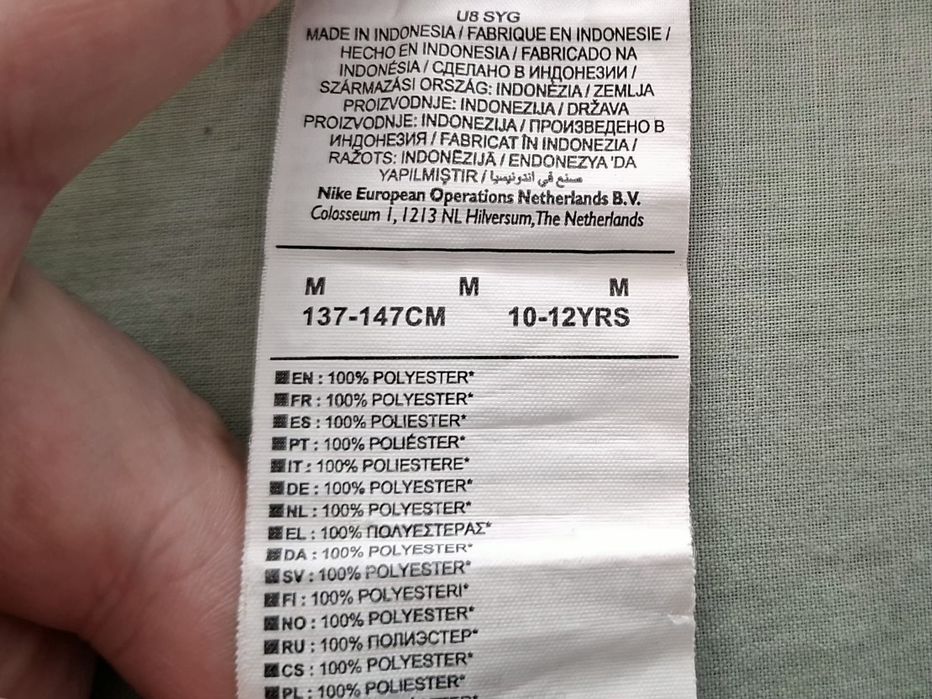 U8 SYG
MADE IN INDONESIA / FABRIQUE EN INDONESIE /
HECHO EN INDONESIA / FABRICADO NA
INDONÉSIA / СДЕЛАНО В ИНДОНЕЗИИ /
SZÁRMAZÁSI ORSZÁG: INDONÉZIA / ZEMLJA
PROIZVODNJE: INDONEZIJA / DRŽAVA
PROIZVODNJE: INDONEZIJA / ПРОИЗВЕДЕНО В
ИНДОНЕЗИЯ / FABRICAT ÎN INDONEZIA /
RAŽOTS: INDONĒZIJĀ / ENDONEZYA 'DA
YAPILMIŞTIR / صنع في اندونيسيا
Nike European Operations Netherlands B.V.
Colosseum 1, 1213 NL Hilversum, The Netherlands
M M M
137-147CM 10-12YRS
EN : 100% POLYESTER*
FR : 100% POLYESTER*
ES : 100% POLIESTER*
PT : 100% POLIÉSTER*
IT : 100% POLIESTERE*
DE : 100% POLYESTER*
NL : 100% POLYESTER*
EL : 100% ΠΟΛΥΕΣΤΕΡΑΣ*
DA : 100% POLYESTER*
SV : 100% POLYESTER*
FI : 100% POLYESTERI*
NO : 100% POLYESTER*
RU : 100% ПОЛИЭСТЕР*
CS : 100% POLYESTER*
PL : 100% POLYESTER*